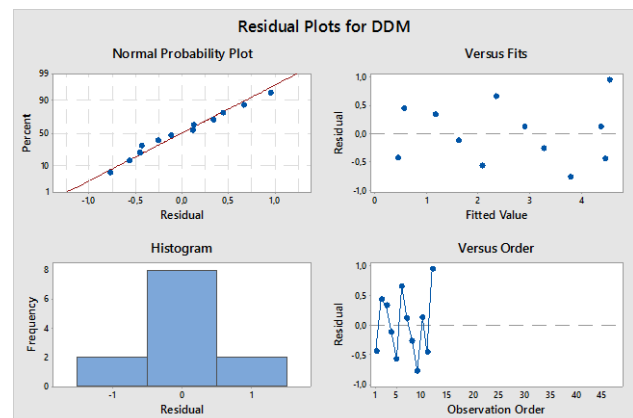 Residual Plots for DDM
Normal Probability Plot
99
90
50
10
1
Percent
-1,0 -0,5 0,0 0,5 1,0
Residual
Versus Fits
1,0
0,5
0,0
-0,5
-1,0
Residual
0 1 2 3 4
Fitted Value
Histogram
8
6
4
2
0
Frequency
-1 0 1
Residual
Versus Order
1,0
0,5
0,0
-0,5
-1,0
Residual
1 5 10 15 20 25 30 35 40 45
Observation Order